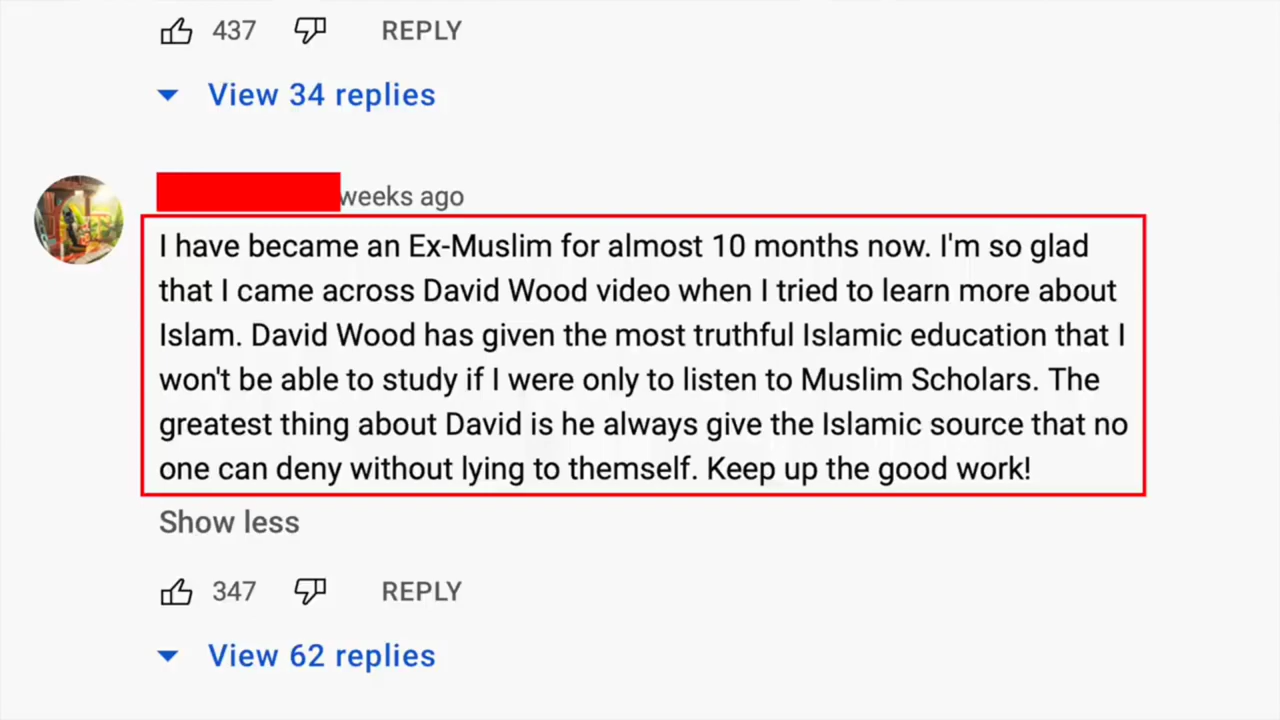 437 REPLY
View 34 replies
weeks ago
I have became an Ex-Muslim for almost 10 months now. I'm so glad
that I came across David Wood video when I tried to learn more about
Islam. David Wood has given the most truthful Islamic education that I
won't be able to study if I were only to listen to Muslim Scholars. The
greatest thing about David is he always give the Islamic source that no
one can deny without lying to themself. Keep up the good work!
Show less
347 REPLY
View 62 replies